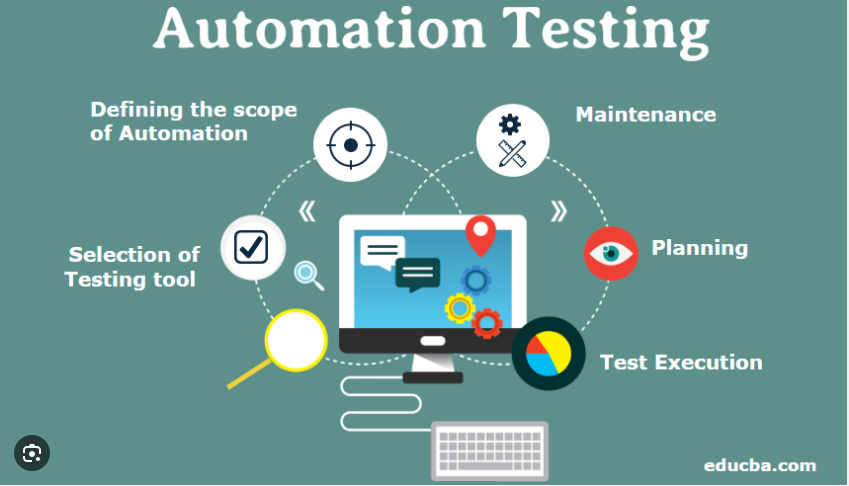 Automation Testing
Defining the scope
of Automation
Maintenance
Selection of
Testing tool
Planning
Test Execution
educba.com